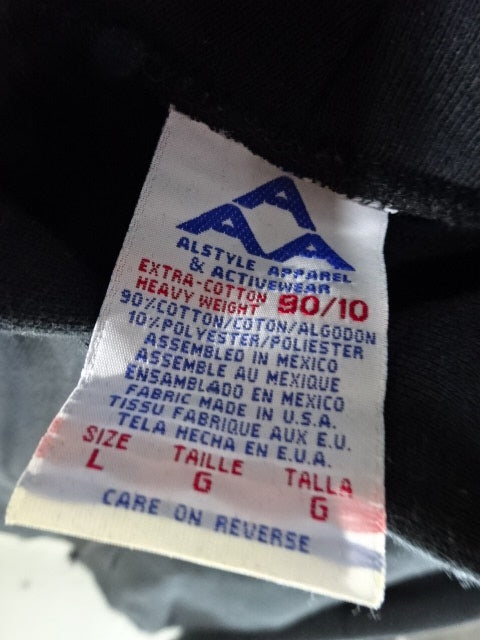 A
A A
ALSTYLE APPAREL
& ACTIVEWEAR
EXTRA-COTTON
HEAVY WEIGHT 90/10
90%COTTON/COTON/ALGODON
10%POLYESTER/POLIESTER
ASSEMBLED IN MEXICO
ASSEMBLE AU MEXIQUE
ENSAMBLADO EN MEXICO
FABRIC MADE IN U.S.A.
TISSU FABRIQUE AUX E.U.
TELA HECHA EN E.U.A.
SIZE TAILLE TALLA
L G G
CARE ON REVERSE